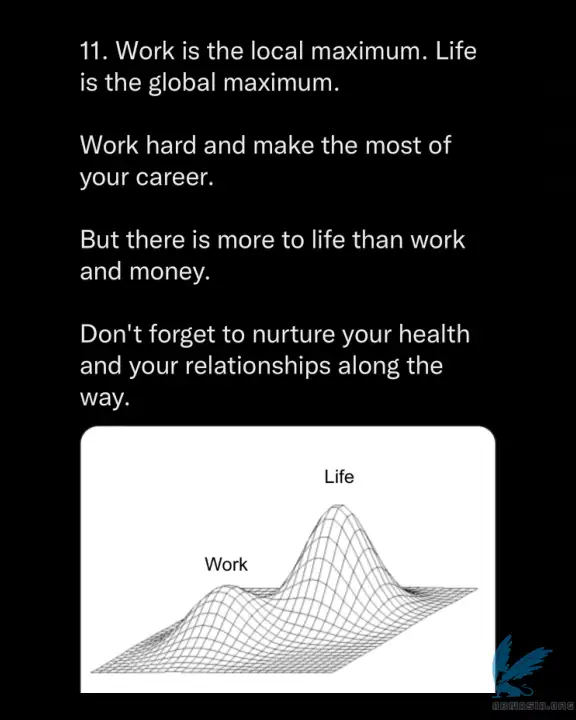 11. Work is the local maximum. Life
is the global maximum.
Work hard and make the most of
your career.
But there is more to life than work
and money.
Don't forget to nurture your health
and your relationships along the
way.
Life
Work